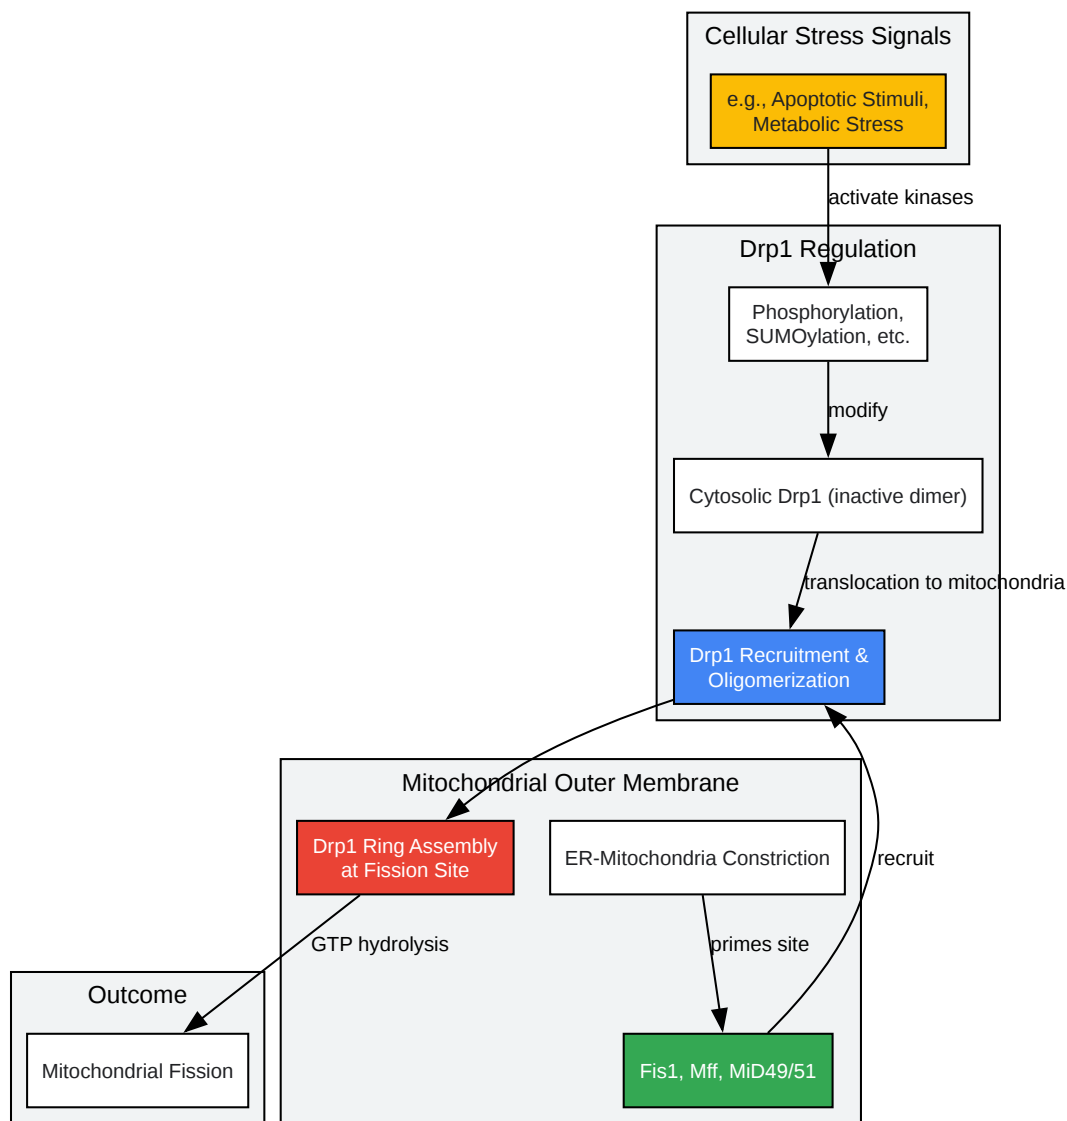 Cellular Stress Signals
e.g., Apoptotic Stimuli,
Metabolic Stress
activate kinases
Drp1 Regulation
Phosphorylation,
SUMOylation, etc.
modify
Cytosolic Drp1 (inactive dimer)
translocation to mitochondria
Drp1 Recruitment &
Oligomerization
Mitochondrial Outer Membrane
Drp1 Ring Assembly
at Fission Site
ER-Mitochondria Constriction
recruit
GTP hydrolysis
primes site
Outcome
Mitochondrial Fission
Fis1, Mff, MiD49/51